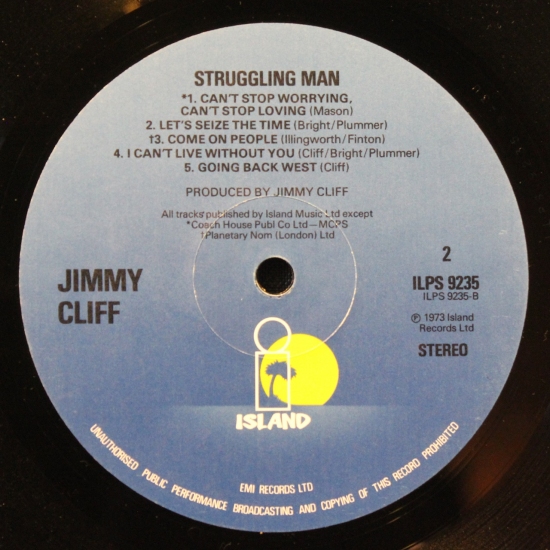 STRUGGLING MAN
*1. CAN'T STOP WORRYING,
CAN'T STOP LOVING (Mason)
2. LET'S SEIZE THE TIME (Bright/Plummer)
†3. COME ON PEOPLE (Illingworth/Finton)
4. I CAN'T LIVE WITHOUT YOU (Cliff/Bright/Plummer)
5. GOING BACK WEST (Cliff)
PRODUCED BY JIMMY CLIFF
All tracks published by Island Music Ltd except
*Coach House Publ Co Ltd—MCPS
†Planetary Nom (London) Ltd
JIMMY
CLIFF
2
ILPS 9235
ILPS 9235-B
℗ 1973 Island
Records Ltd
STEREO
ISLAND
EMI RECORDS LTD
UNAUTHORISED PUBLIC PERFORMANCE BROADCASTING AND COPYING OF THIS RECORD PROHIBITED